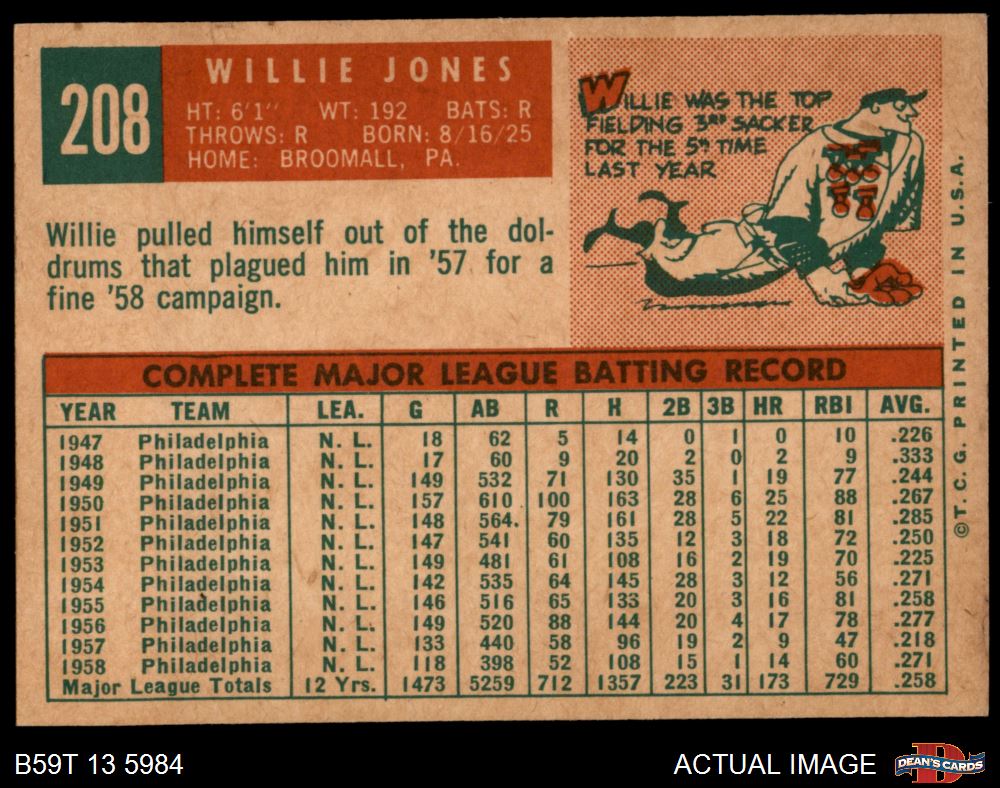 208
WILLIE JONES
HT: 6'1" WT: 192 BATS: R
THROWS: R BORN: 8/16/25
HOME: BROOMALL, PA.
WILLIE WAS THE TOP
FIELDING 3RD SACKER
FOR THE 5TH TIME
LAST YEAR
Willie pulled himself out of the dol-
drums that plagued him in '57 for a
fine '58 campaign.
COMPLETE MAJOR LEAGUE BATTING RECORD
YEAR TEAM LEA. G AB R H 2B 3B HR RBI AVG.
1947 Philadelphia N. L. 18 62 5 14 0 1 0 10 .226
1948 Philadelphia N. L. 17 60 9 20 2 0 2 9 .333
1949 Philadelphia N. L. 149 532 71 130 35 1 19 77 .244
1950 Philadelphia N. L. 157 610 100 163 28 6 25 88 .267
1951 Philadelphia N. L. 148 564. 79 161 28 5 22 81 .285
1952 Philadelphia N. L. 147 541 60 135 12 3 18 72 .250
1953 Philadelphia N. L. 149 481 61 108 16 2 19 70 .225
1954 Philadelphia N. L. 142 535 64 145 28 3 12 56 .271
1955 Philadelphia N. L. 146 516 65 133 20 3 16 81 .258
1956 Philadelphia N. L. 149 520 88 144 20 4 17 78 .277
1957 Philadelphia N. L. 133 440 58 96 19 2 9 47 .218
1958 Philadelphia N. L. 118 398 52 108 15 1 14 60 .271
Major League Totals 12 Yrs. 1473 5259 712 1357 223 31 173 729 .258
©T. C. G. PRINTED IN U.S.A.
B59T 13 5984
ACTUAL IMAGE
DEAN'S CARDS